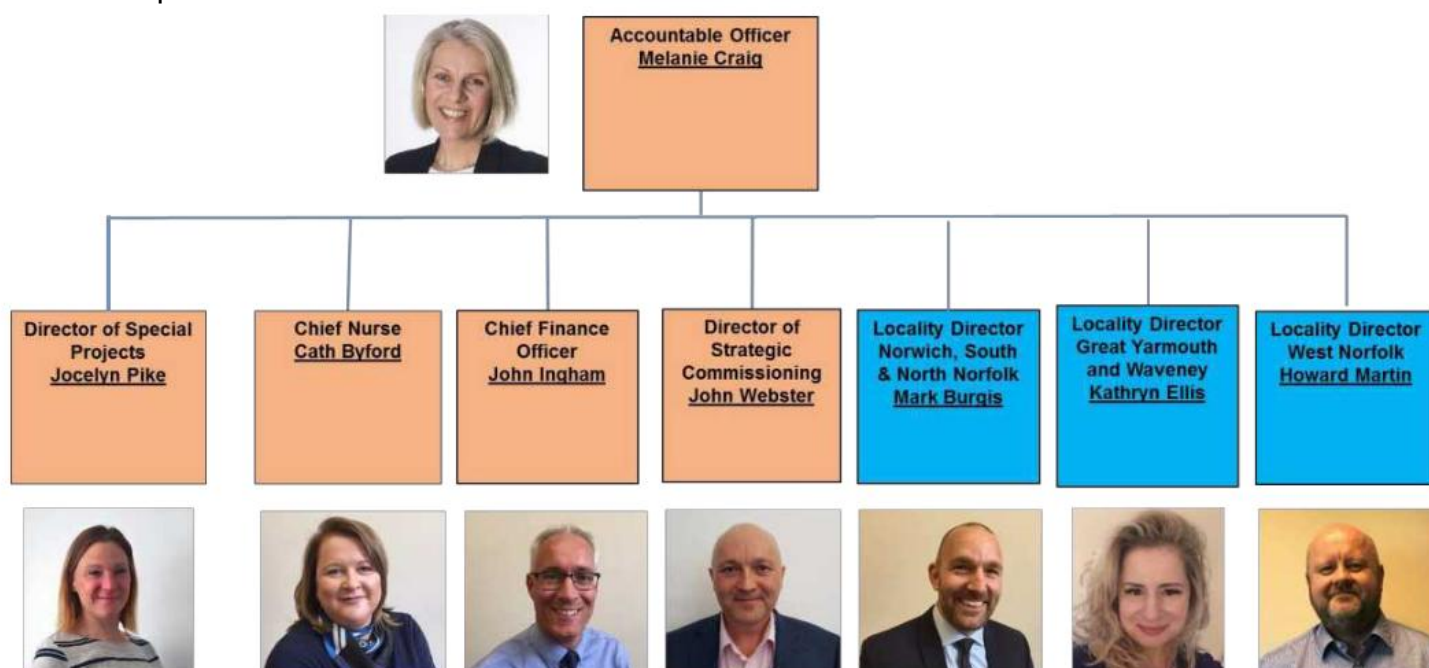 Accountable Officer
Melanie Craig
Director of Special
Projects
Jocelyn Pike
Chief Nurse
Cath Byford
Chief Finance
Officer
John Ingham
Director of
Strategic
Commissioning
John Webster
Locality Director
Norwich, South
& North Norfolk
Mark Burgis
Locality Director
Great Yarmouth
and Waveney
Kathryn Ellis
Locality Director
West Norfolk
Howard Martin